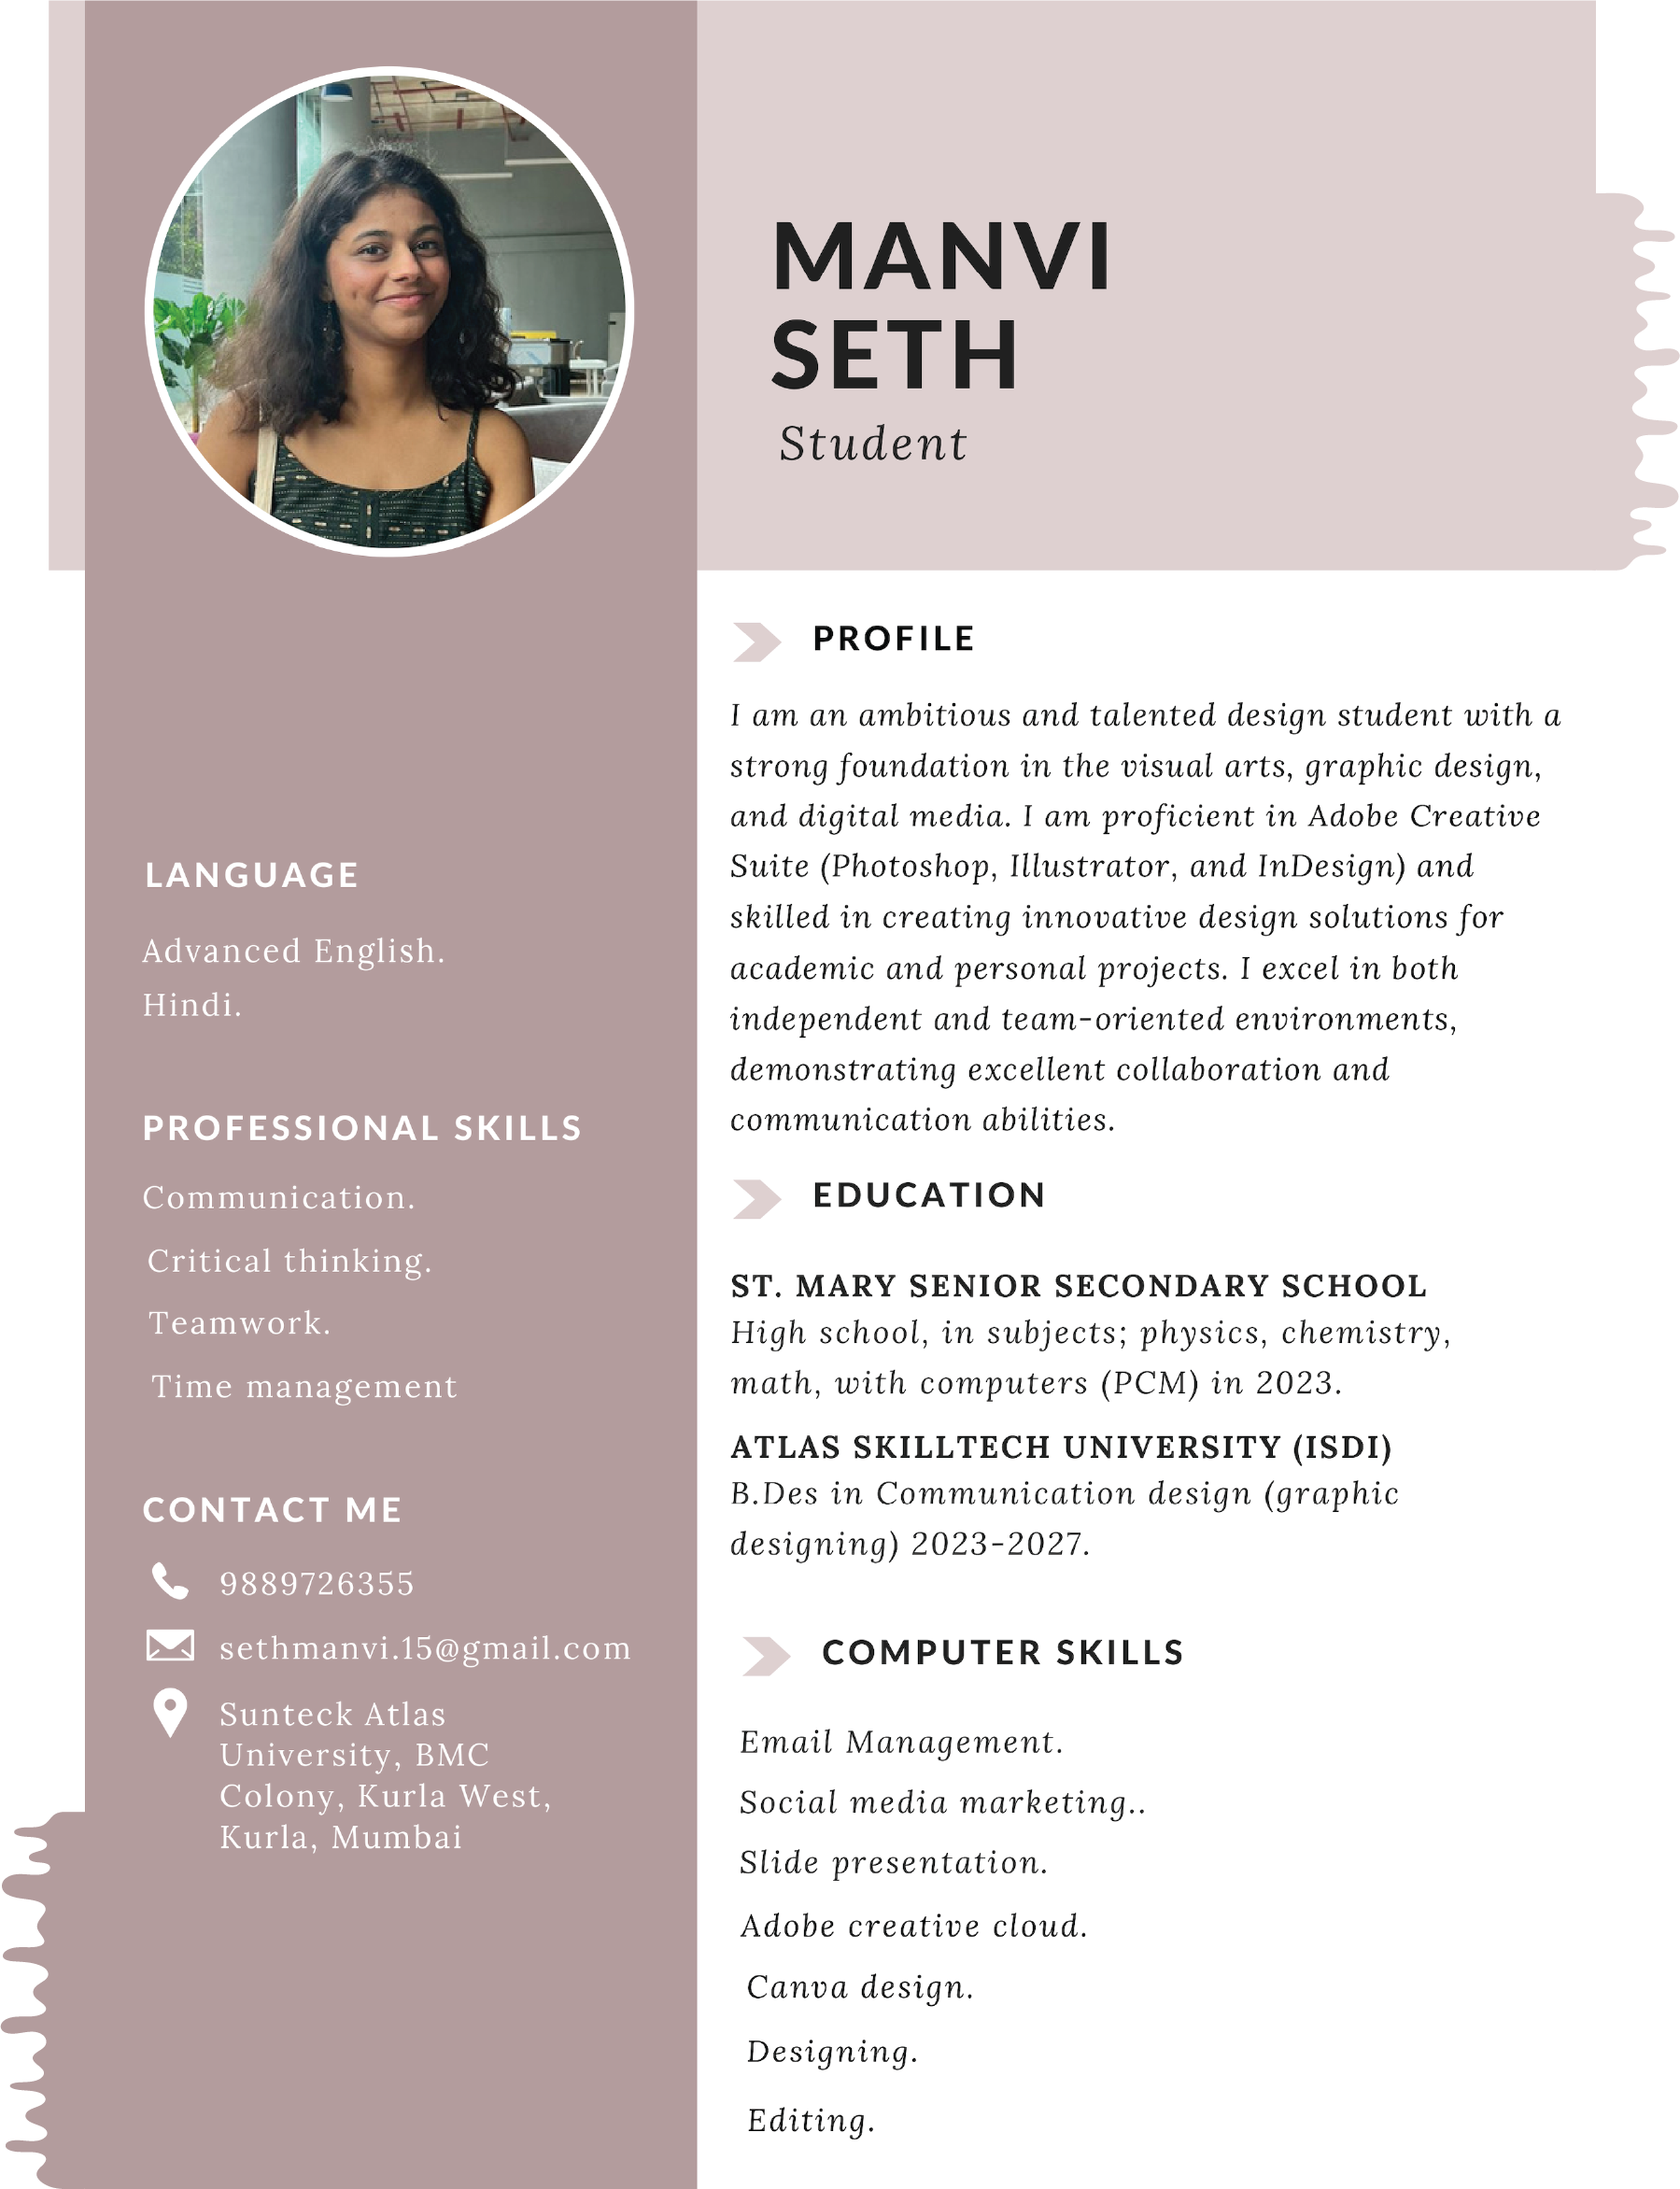 MANVI
SETH
Student
LANGUAGE
Advanced English.
Hindi.
PROFESSIONAL SKILLS
Communication.
Critical thinking.
Teamwork.
Time management
CONTACT ME
9889726355
sethmanvi.15@gmail.com
Sunteck Atlas
University, BMC
Colony, Kurla West,
Kurla, Mumbai
PROFILE
I am an ambitious and talented design student with a
strong foundation in the visual arts, graphic design,
and digital media. I am proficient in Adobe Creative
Suite (Photoshop, Illustrator, and InDesign) and
skilled in creating innovative design solutions for
academic and personal projects. I excel in both
independent and team-oriented environments,
demonstrating excellent collaboration and
communication abilities.
EDUCATION
ST. MARY SENIOR SECONDARY SCHOOL
High school, in subjects; physics, chemistry,
math, with computers (PCM) in 2023.
ATLAS SKILLTECH UNIVERSITY (ISDI)
B.Des in Communication design (graphic
designing) 2023-2027.
COMPUTER SKILLS
Email Management.
Social media marketing..
Slide presentation.
Adobe creative cloud.
Canva design.
Designing.
Editing.